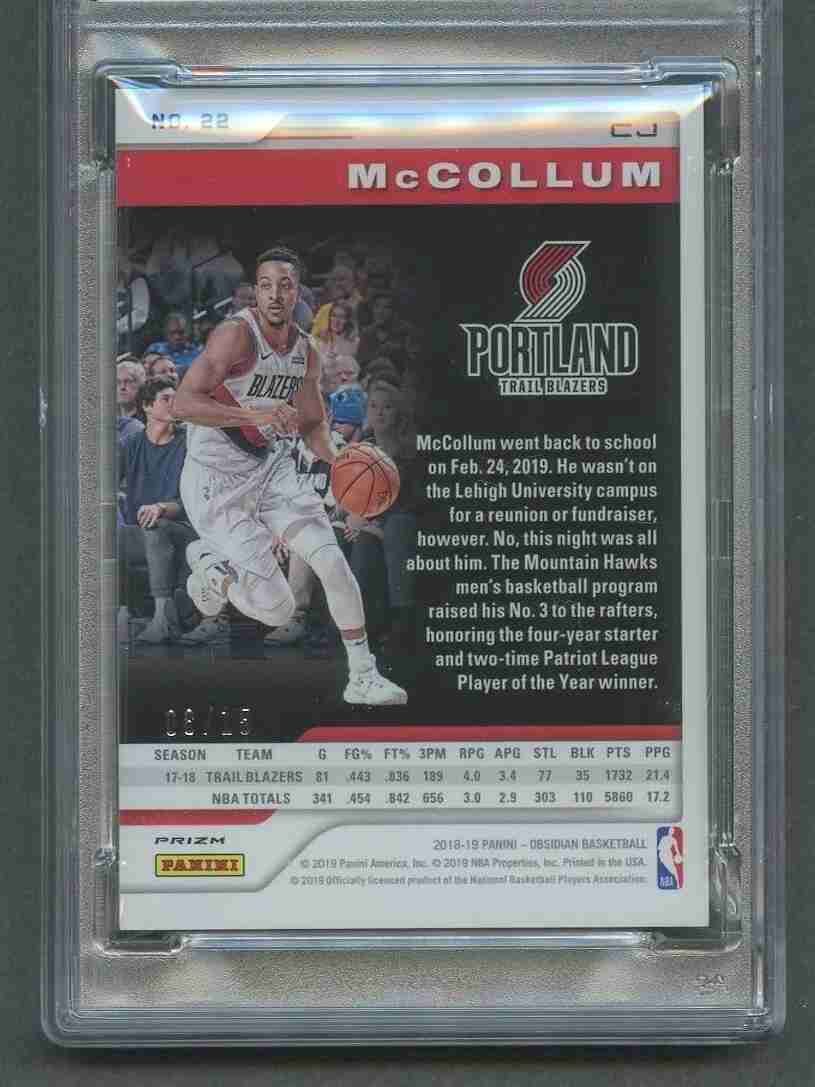 NO. 22
CJ
McCOLLUM
BLAZERS
PORTLAND
TRAIL BLAZERS
McCollum went back to school
on Feb. 24, 2019. He wasn't on
the Lehigh University campus
for a reunion or fundraiser,
however. No, this night was all
about him. The Mountain Hawks
men's basketball program
raised his No. 3 to the rafters,
honoring the four-year starter
and two-time Patriot League
Player of the Year winner.
08/15
SEASON TEAM G FG% FT% 3PM RPG APG STL BLK PTS PPG
17-18 TRAIL BLAZERS 81 .443 .836 189 4.0 3.4 77 35 1732 21.4
NBA TOTALS 341 .454 .842 656 3.0 2.9 303 110 5860 17.2
PRIZM
PANINI
2018-19 PANINI – OBSIDIAN BASKETBALL
© 2019 Panini America, Inc. © 2019 NBA Properties, Inc. Printed in the USA.
© 2019 Officially licensed product of the National Basketball Players Association.
NBA